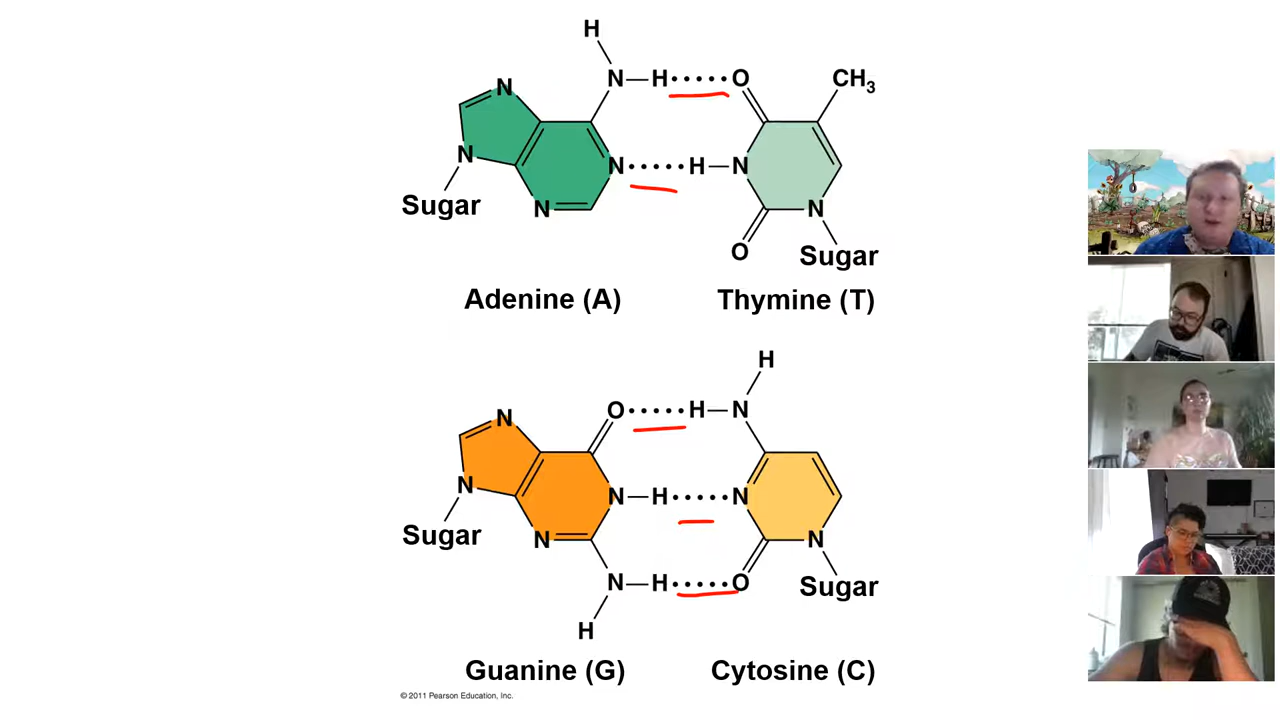 H
N H O CH3
N
N H N
N
Sugar N N
O Sugar
Adenine (A) Thymine (T)
H
O H N
N
N N H N
Sugar N N
N H O Sugar
H
Guanine (G) Cytosine (C)
© 2011 Pearson Education, Inc.